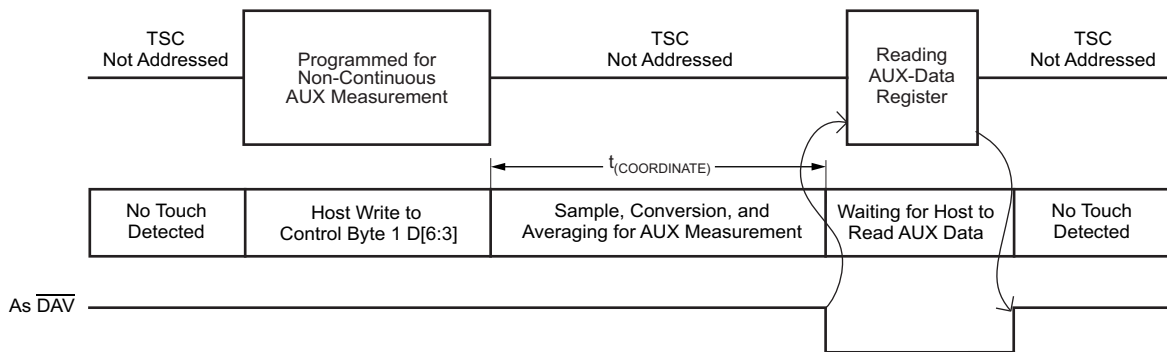 TSC
Not Addressed
Programmed for
Non-Continuous
AUX Measurement
TSC
Not Addressed
Reading
AUX-Data
Register
TSC
Not Addressed
t(COORDINATE)
No Touch
Detected
Host Write to
Control Byte 1 D[6:3]
Sample, Conversion, and
Averaging for AUX Measurement
Waiting for Host to
Read AUX Data
No Touch
Detected
As D̅A̅V̅